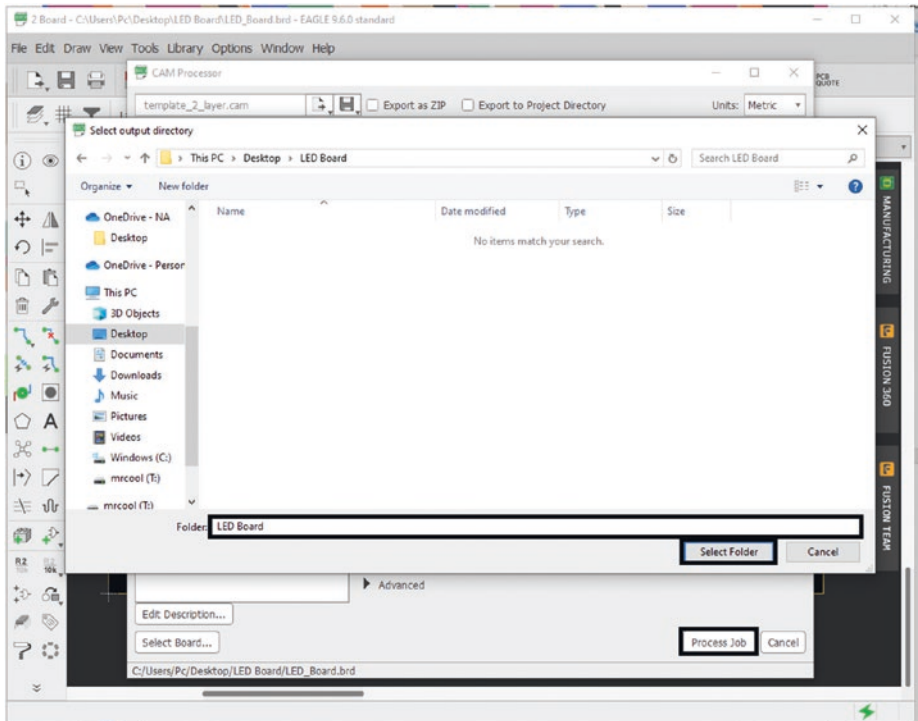 2 Board - C:\Users\Pc\Desktop\LED Board\LED_Board.brd - EAGLE 9.6.0 standard
File Edit Draw View Tools Library Options Window Help
CAM Processor
PCB
QUOTE
template_2_layer.cam
Export as ZIP
Export to Project Directory
Units: Metric
Select output directory
This PC > Desktop > LED Board
Search LED Board
Organize
New folder
Name
Date modified
Type
Size
No items match your search.
OneDrive - NA
Desktop
OneDrive - Person
This PC
3D Objects
Desktop
Documents
Downloads
Music
Pictures
Videos
Windows (C:)
mrcool (T:)
mrcool (T:)
Folder: LED Board
Select Folder
Cancel
MANUFACTURING
FUSION 360
FUSION TEAM
A
R2
10k
R2
10k
Advanced
Edit Description...
Select Board...
Process Job
Cancel
C:/Users/Pc/Desktop/LED Board/LED_Board.brd